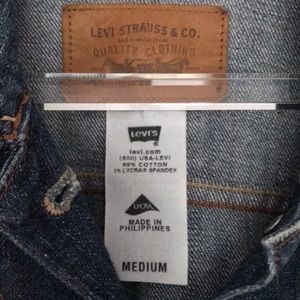 LEVI STRAUSS & CO.
QUALITY CLOTHING
LEVI'S
levi.com
(800) USA-LEVI
99% COTTON
1% LYCRA® SPANDEX
LYCRA
MADE IN
PHILIPPINES
MEDIUM